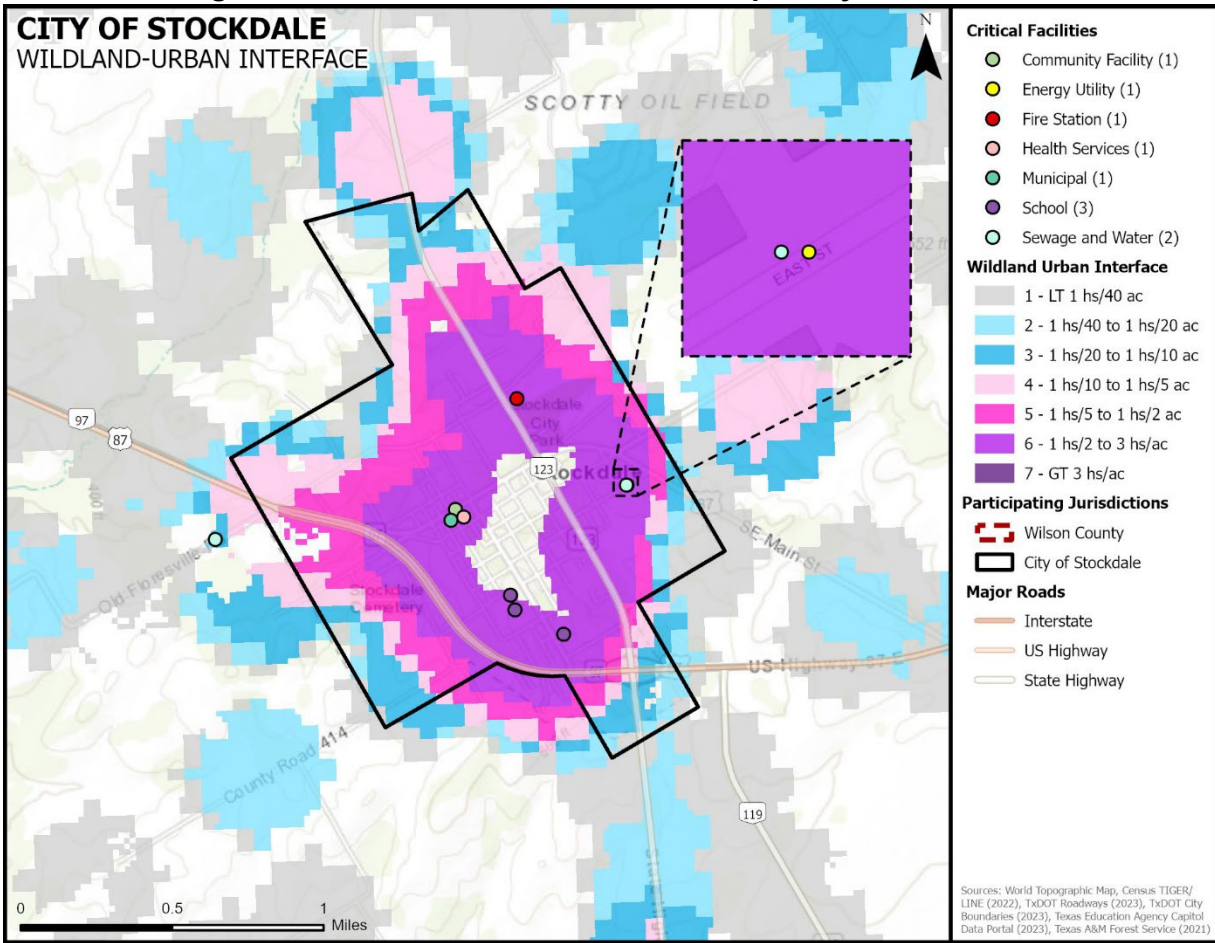 CITY OF STOCKDALE
WILDLAND-URBAN INTERFACE
N
SCOTTY OIL FIELD
EAST ST
97
87
Stockdale
City
Park
123
Stockdale
Old Floresville
Stockdale
Cemetery
SE Main St
US Highway 87 E
County Road 414
119
0 0.5 1
Miles
Critical Facilities
Community Facility (1)
Energy Utility (1)
Fire Station (1)
Health Services (1)
Municipal (1)
School (3)
Sewage and Water (2)
Wildland Urban Interface
1 - LT 1 hs/40 ac
2 - 1 hs/40 to 1 hs/20 ac
3 - 1 hs/20 to 1 hs/10 ac
4 - 1 hs/10 to 1 hs/5 ac
5 - 1 hs/5 to 1 hs/2 ac
6 - 1 hs/2 to 3 hs/ac
7 - GT 3 hs/ac
Participating Jurisdictions
Wilson County
City of Stockdale
Major Roads
Interstate
US Highway
State Highway
Sources: World Topographic Map, Census TIGER/
LINE (2022), TxDOT Roadways (2023), TxDOT City
Boundaries (2023), Texas Education Agency Capitol
Data Portal (2023), Texas A&M Forest Service (2021)